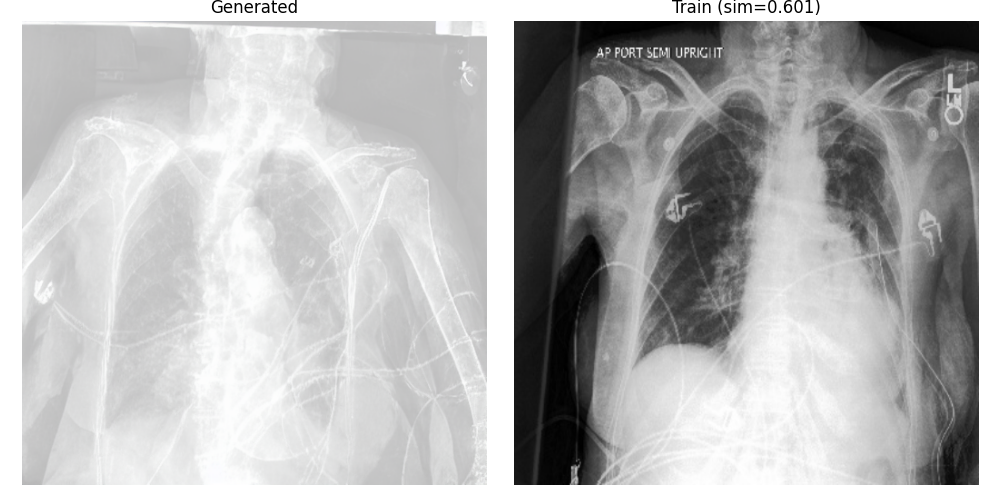 Generated
Train (sim=0.601)
AP PORT SEMI UPRIGHT
L